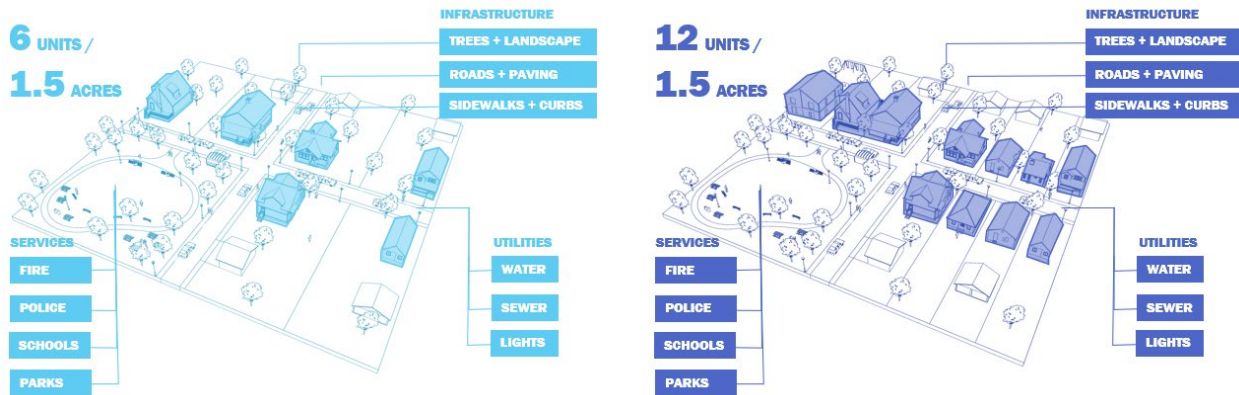 6 UNITS /
1.5 ACRES
INFRASTRUCTURE
TREES + LANDSCAPE
ROADS + PAVING
SIDEWALKS + CURBS
SERVICES
FIRE
POLICE
SCHOOLS
PARKS
UTILITIES
WATER
SEWER
LIGHTS
12 UNITS /
1.5 ACRES
INFRASTRUCTURE
TREES + LANDSCAPE
ROADS + PAVING
SIDEWALKS + CURBS
SERVICES
FIRE
POLICE
SCHOOLS
PARKS
UTILITIES
WATER
SEWER
LIGHTS